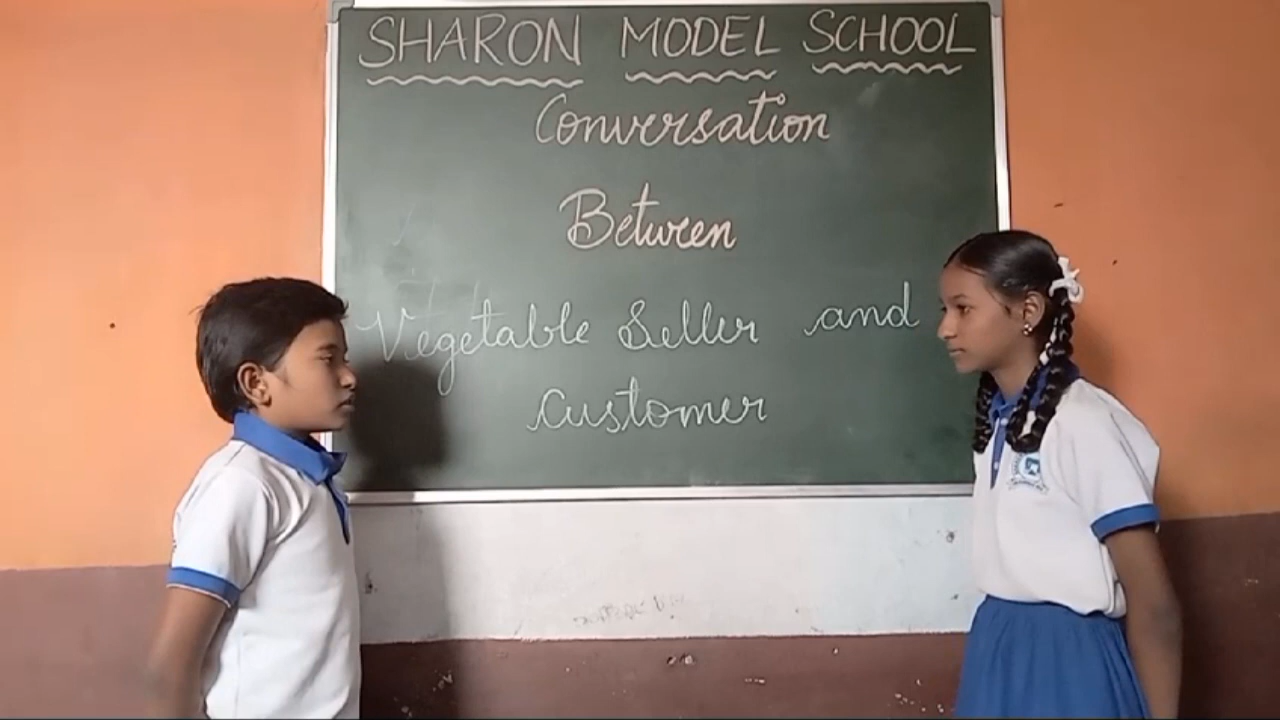 SHARON MODEL SCHOOL
Conversation
Between
Vegetable Seller and
Customer